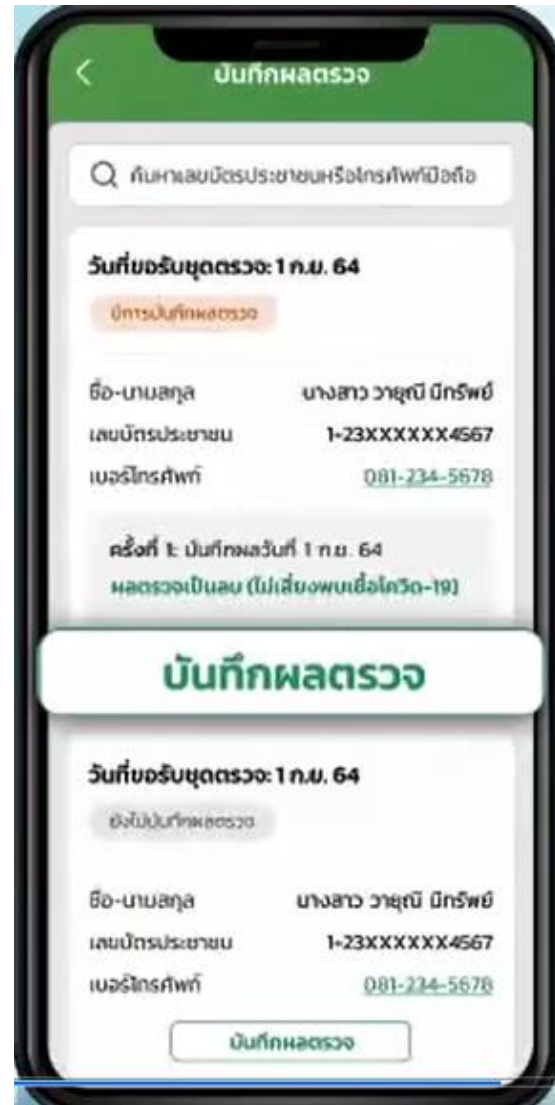 บันทึกผลตรวจ
ค้นหาเลขบัตรประชาชนหรือโทรศัพท์มือถือ
วันที่ขอรับชุดตรวจ: 1 ก.ย. 64
มีการบันทึกผลตรวจ
ชื่อ-นามสกุล นางสาว วายุณี มีทรัพย์
เลขบัตรประชาชน 1-23XXXXXX4567
เบอร์โทรศัพท์ 081-234-5678
ครั้งที่ 1: บันทึกผลวันที่ 1 ก.ย. 64
ผลตรวจเป็นลบ (ไม่เสี่ยงพบเชื้อโควิด-19)
บันทึกผลตรวจ
วันที่ขอรับชุดตรวจ: 1 ก.ย. 64
ยังไม่บันทึกผลตรวจ
ชื่อ-นามสกุล นางสาว วายุณี มีทรัพย์
เลขบัตรประชาชน 1-23XXXXXX4567
เบอร์โทรศัพท์ 081-234-5678
บันทึกผลตรวจ